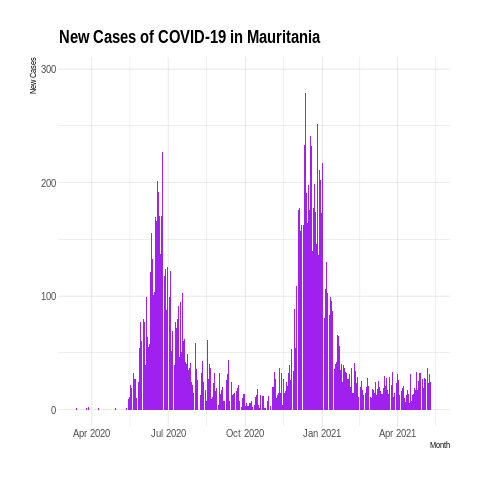 New Cases of COVID-19 in Mauritania
New Cases
300
200
100
0
Apr 2020 Jul 2020 Oct 2020 Jan 2021 Apr 2021
Month